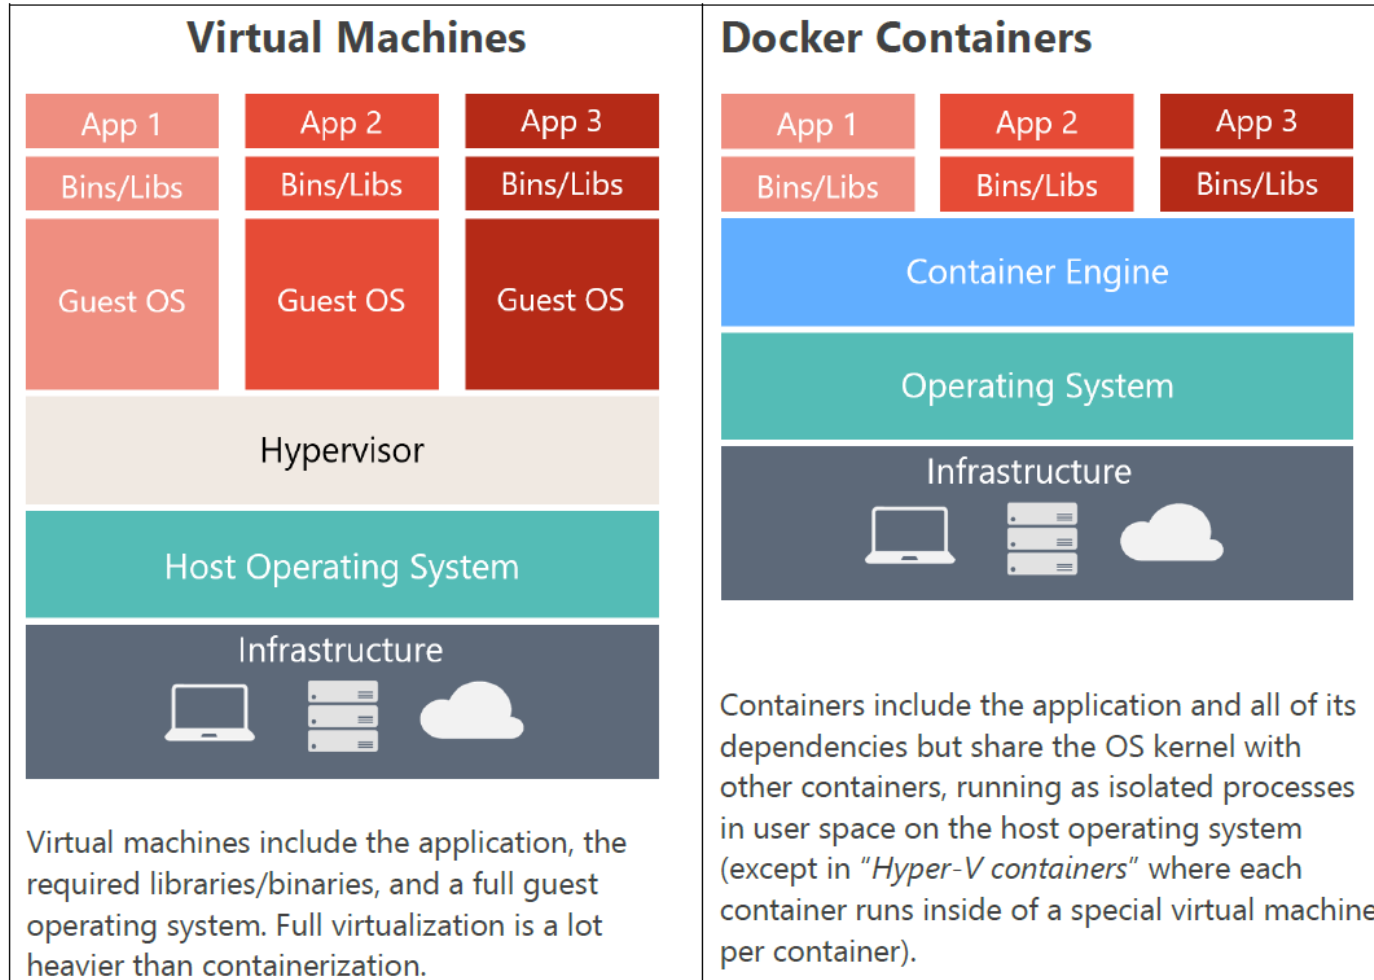 Virtual Machines
App 1
App 2
App 3
Bins/Libs
Bins/Libs
Bins/Libs
Guest OS
Guest OS
Guest OS
Hypervisor
Host Operating System
Infrastructure
Virtual machines include the application, the
required libraries/binaries, and a full guest
operating system. Full virtualization is a lot
heavier than containerization.
Docker Containers
App 1
App 2
App 3
Bins/Libs
Bins/Libs
Bins/Libs
Container Engine
Operating System
Infrastructure
Containers include the application and all of its
dependencies but share the OS kernel with
other containers, running as isolated processes
in user space on the host operating system
(except in “Hyper-V containers” where each
container runs inside of a special virtual machine
per container).